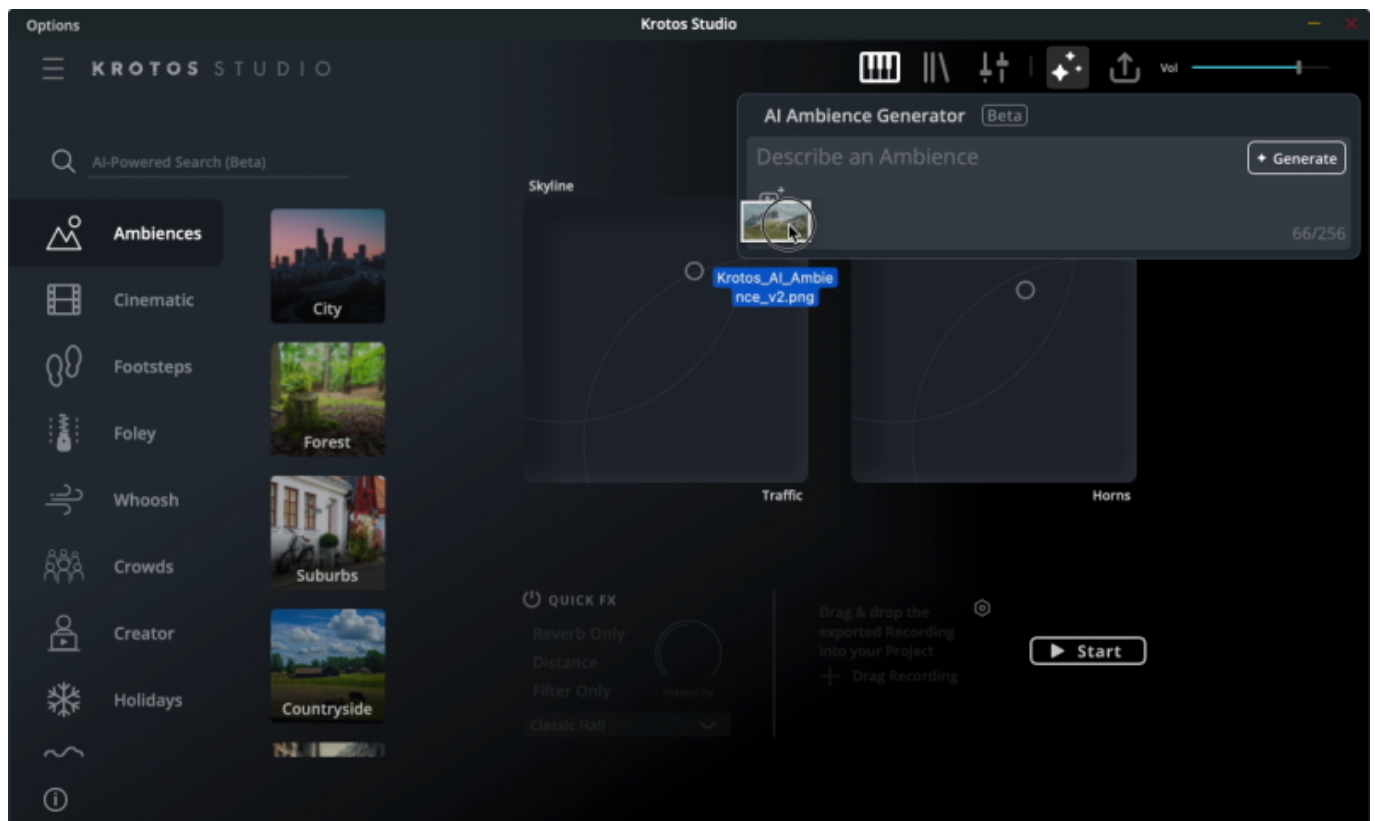 Options
Krotos Studio
KROTOS STUDIO
Vol
AI Ambience Generator Beta
Describe an Ambience
Generate
66/256
AI-Powered Search (Beta)
Ambiences
Cinematic
Footsteps
Foley
Whoosh
Crowds
Creator
Holidays
City
Forest
Suburbs
Countryside
Skyline
Krotos_AI_Ambie
nce_v2.png
Traffic
Horns
QUICK FX
Reverb Only
Distance
Filter Only
Intensity
Classic Hall
Drag & drop the
exported Recording
into your Project
Drag Recording
Start